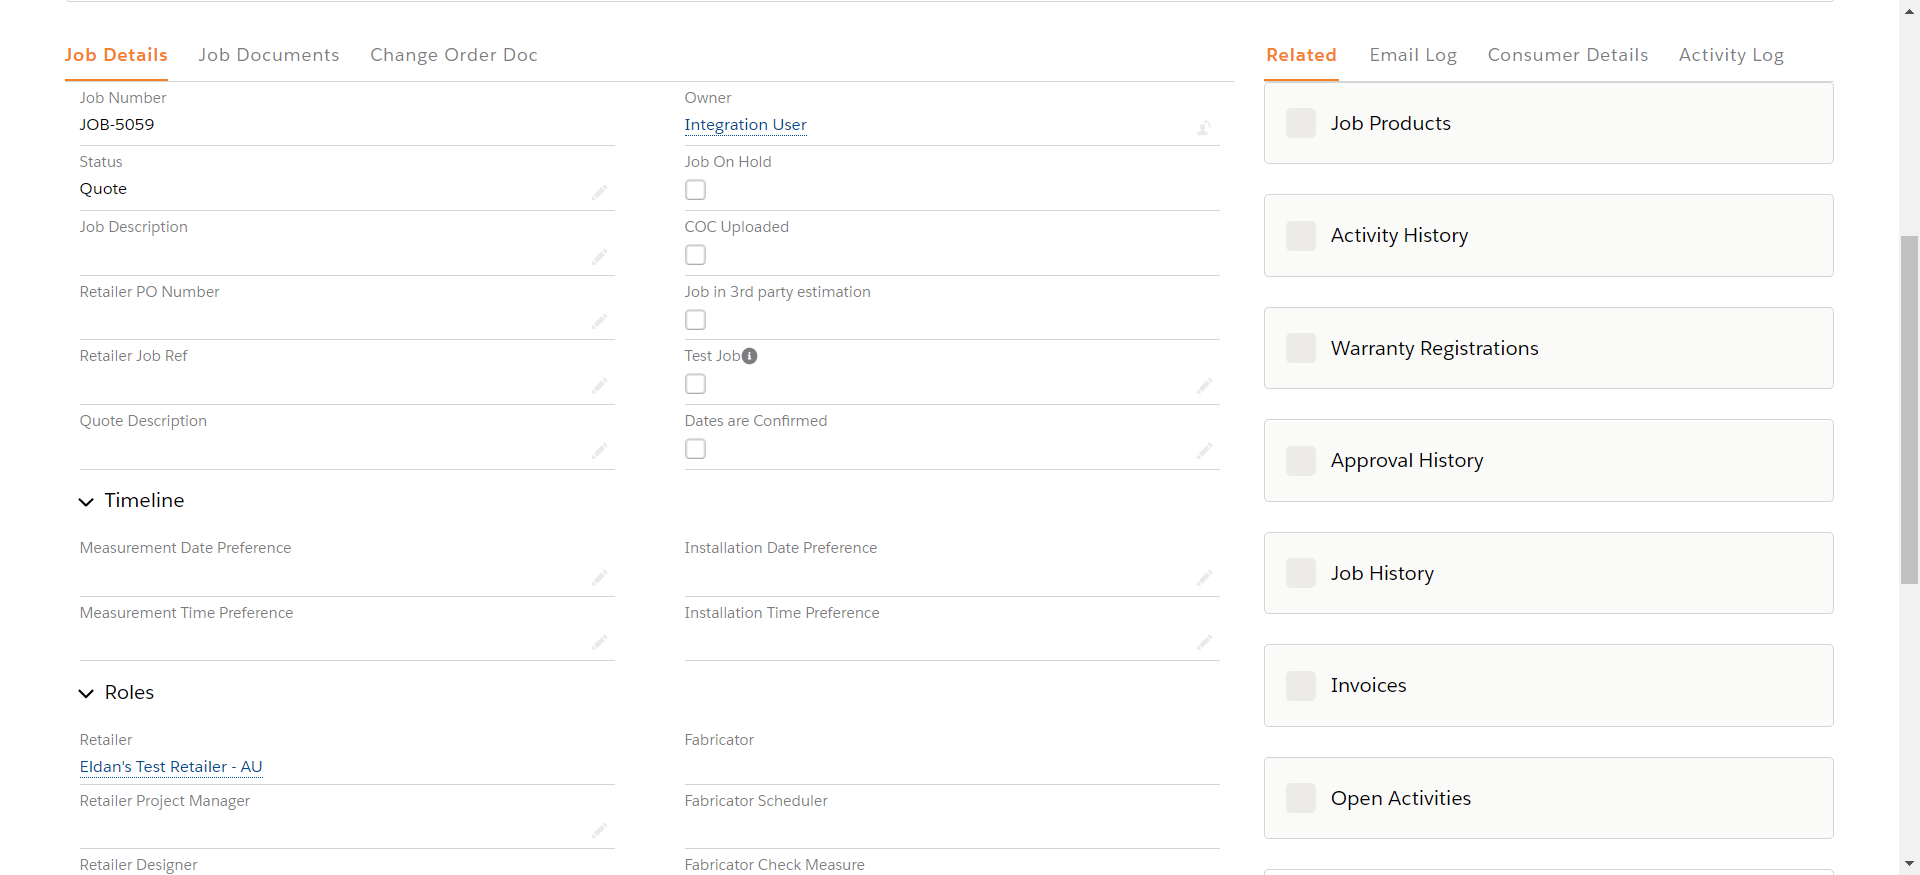 Job Details
Job Documents
Change Order Doc
Job Number
JOB-5059
Owner
Integration User
Status
Quote
Job On Hold
Job Description
COC Uploaded
Retailer PO Number
Job in 3rd party estimation
Retailer Job Ref
Test Job
Quote Description
Dates are Confirmed
Timeline
Measurement Date Preference
Installation Date Preference
Measurement Time Preference
Installation Time Preference
Roles
Retailer
Eldan's Test Retailer - AU
Fabricator
Retailer Project Manager
Fabricator Scheduler
Retailer Designer
Fabricator Check Measure
Related
Email Log
Consumer Details
Activity Log
Job Products
Activity History
Warranty Registrations
Approval History
Job History
Invoices
Open Activities